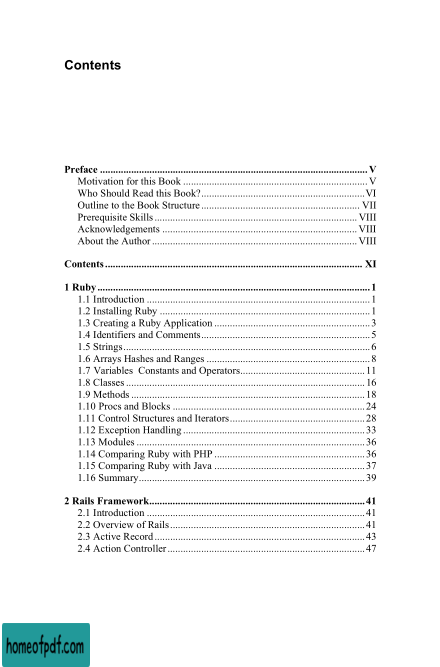 Contents
Preface ........................................................................................................ V
Motivation for this Book ....................................................................... V
Who Should Read this Book?............................................................... VI
Outline to the Book Structure ............................................................. VII
Prerequisite Skills .............................................................................. VIII
Acknowledgements ........................................................................... VIII
About the Author ............................................................................... VIII
Contents .................................................................................................... XI
1 Ruby ......................................................................................................... 1
1.1 Introduction ...................................................................................... 1
1.2 Installing Ruby ................................................................................. 1
1.3 Creating a Ruby Application ............................................................ 3
1.4 Identifiers and Comments................................................................. 5
1.5 Strings............................................................................................... 6
1.6 Arrays Hashes and Ranges ............................................................... 8
1.7 Variables  Constants and Operators................................................ 11
1.8 Classes ............................................................................................ 16
1.9 Methods .......................................................................................... 18
1.10 Procs and Blocks .......................................................................... 24
1.11 Control Structures and Iterators.................................................... 28
1.12 Exception Handling ...................................................................... 33
1.13 Modules ........................................................................................ 36
1.14 Comparing Ruby with PHP .......................................................... 36
1.15 Comparing Ruby with Java .......................................................... 37
1.16 Summary....................................................................................... 39
2 Rails Framework................................................................................... 41
2.1 Introduction .................................................................................... 41
2.2 Overview of Rails ........................................................................... 41
2.3 Active Record ................................................................................. 43
2.4 Action Controller ............................................................................ 47
homeofpdf.com